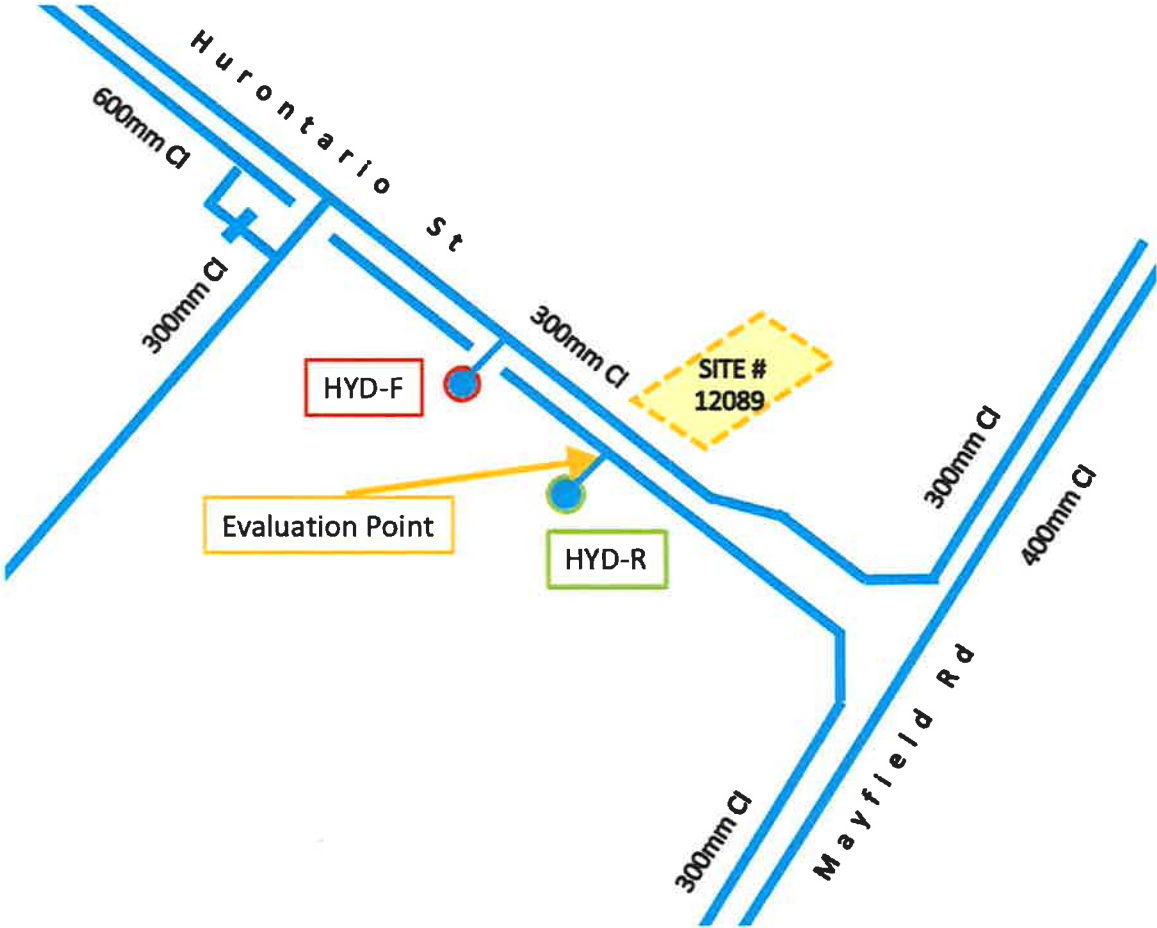 Hurontario St
600mm CI
300mm CI
300mm CI
SITE #
12089
HYD-F
Evaluation Point
HYD-R
300mm CI
400mm CI
Mayfield Rd
300mm CI